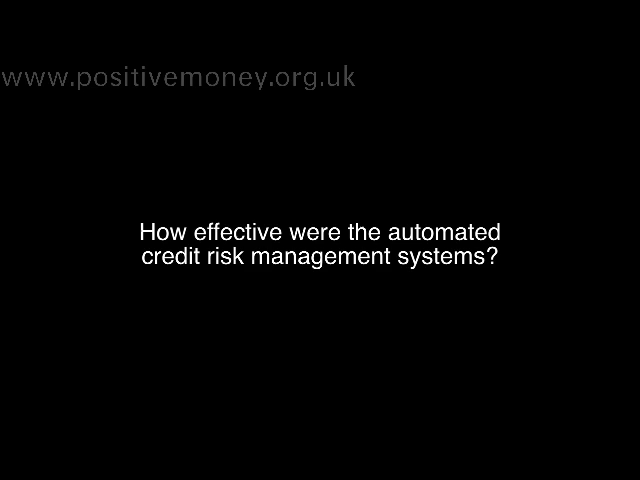 www.positivemoney.org.uk
How effective were the automated
credit risk management systems?